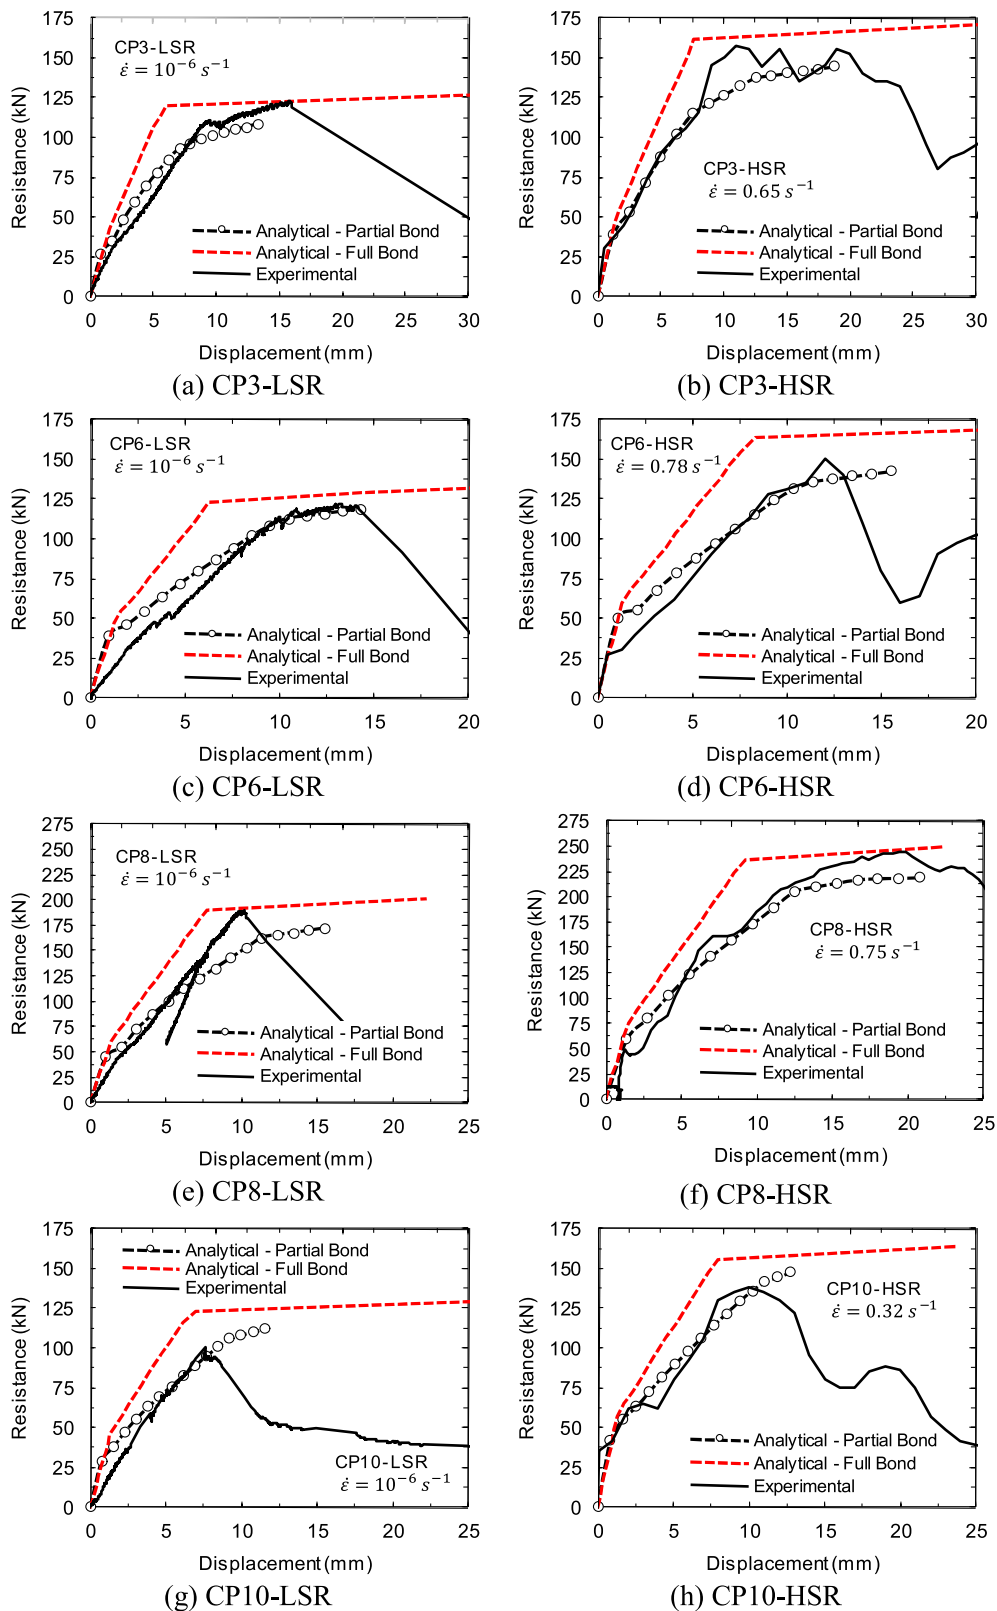 175
150
125
100
75
50
25
0
Resistance (kN)
CP3-LSR
ε̇ = 10⁻⁶ s⁻¹
Analytical - Partial Bond
Analytical - Full Bond
Experimental
0 5 10 15 20 25 30
Displacement (mm)
(a) CP3-LSR
175
150
125
100
75
50
25
0
Resistance (kN)
CP3-HSR
ε̇ = 0.65 s⁻¹
Analytical - Partial Bond
Analytical - Full Bond
Experimental
0 5 10 15 20 25 30
Displacement (mm)
(b) CP3-HSR
175
150
125
100
75
50
25
0
Resistance (kN)
CP6-LSR
ε̇ = 10⁻⁶ s⁻¹
Analytical - Partial Bond
Analytical - Full Bond
Experimental
0 5 10 15 20
Displacement (mm)
(c) CP6-LSR
175
150
125
100
75
50
25
0
Resistance (kN)
CP6-HSR
ε̇ = 0.78 s⁻¹
Analytical - Partial Bond
Analytical - Full Bond
Experimental
0 5 10 15 20
Displacement (mm)
(d) CP6-HSR
275
250
225
200
175
150
125
100
75
50
25
0
Resistance (kN)
CP8-LSR
ε̇ = 10⁻⁶ s⁻¹
Analytical - Partial Bond
Analytical - Full Bond
Experimental
0 5 10 15 20 25
Displacement (mm)
(e) CP8-LSR
275
250
225
200
175
150
125
100
75
50
25
0
Resistance (kN)
CP8-HSR
ε̇ = 0.75 s⁻¹
Analytical - Partial Bond
Analytical - Full Bond
Experimental
0 5 10 15 20 25
Displacement (mm)
(f) CP8-HSR
175
150
125
100
75
50
25
0
Resistance (kN)
Analytical - Partial Bond
Analytical - Full Bond
Experimental
CP10-LSR
ε̇ = 10⁻⁶ s⁻¹
0 5 10 15 20 25
Displacement (mm)
(g) CP10-LSR
175
150
125
100
75
50
25
0
Resistance (kN)
CP10-HSR
ε̇ = 0.32 s⁻¹
Analytical - Partial Bond
Analytical - Full Bond
Experimental
0 5 10 15 20 25
Displacement (mm)
(h) CP10-HSR